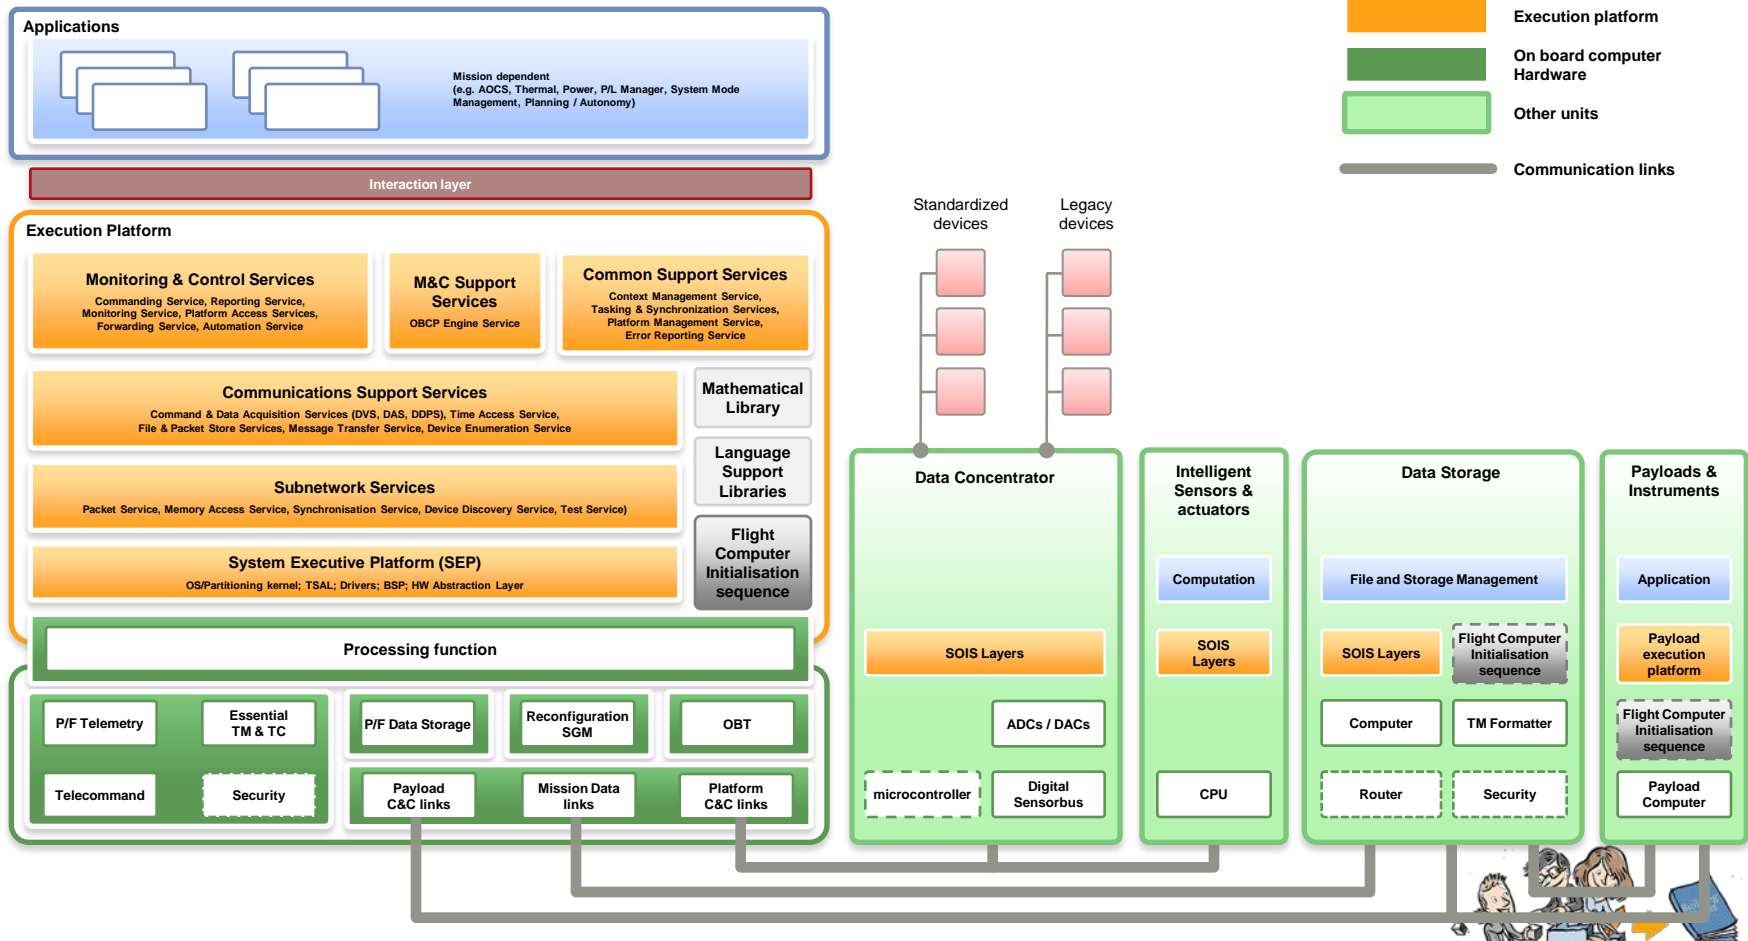 Applications
Mission dependent
(e.g. AOCS, Thermal, Power, P/L Manager, System Mode
Management, Planning / Autonomy)
Interaction layer
Execution Platform
Monitoring & Control Services
Commanding Service, Reporting Service,
Monitoring Service, Platform Access Services,
Forwarding Service, Automation Service
M&C Support
Services
OBCP Engine Service
Common Support Services
Context Management Service,
Tasking & Synchronization Services,
Platform Management Service,
Error Reporting Service
Communications Support Services
Command & Data Acquisition Services (DVS, DAS, DDPS), Time Access Service,
File & Packet Store Services, Message Transfer Service, Device Enumeration Service
Mathematical
Library
Subnetwork Services
Packet Service, Memory Access Service, Synchronisation Service, Device Discovery Service, Test Service)
Language
Support
Libraries
System Executive Platform (SEP)
OS/Partitioning kernel; TSAL; Drivers; BSP; HW Abstraction Layer
Flight
Computer
Initialisation
sequence
Processing function
P/F Telemetry
Essential
TM & TC
Telecommand
Security
P/F Data Storage
Reconfiguration
SGM
OBT
Payload
C&C links
Mission Data
links
Platform
C&C links
Execution platform
On board computer
Hardware
Other units
Communication links
Standardized
devices
Legacy
devices
Data Concentrator
SOIS Layers
ADCs / DACs
microcontroller
Digital
Sensorbus
Intelligent
Sensors &
actuators
Computation
SOIS
Layers
CPU
Data Storage
File and Storage Management
SOIS Layers
Flight Computer
Initialisation
sequence
Computer
TM Formatter
Router
Security
Payloads &
Instruments
Application
Payload
execution
platform
Flight Computer
Initialisation
sequence
Payload
Computer